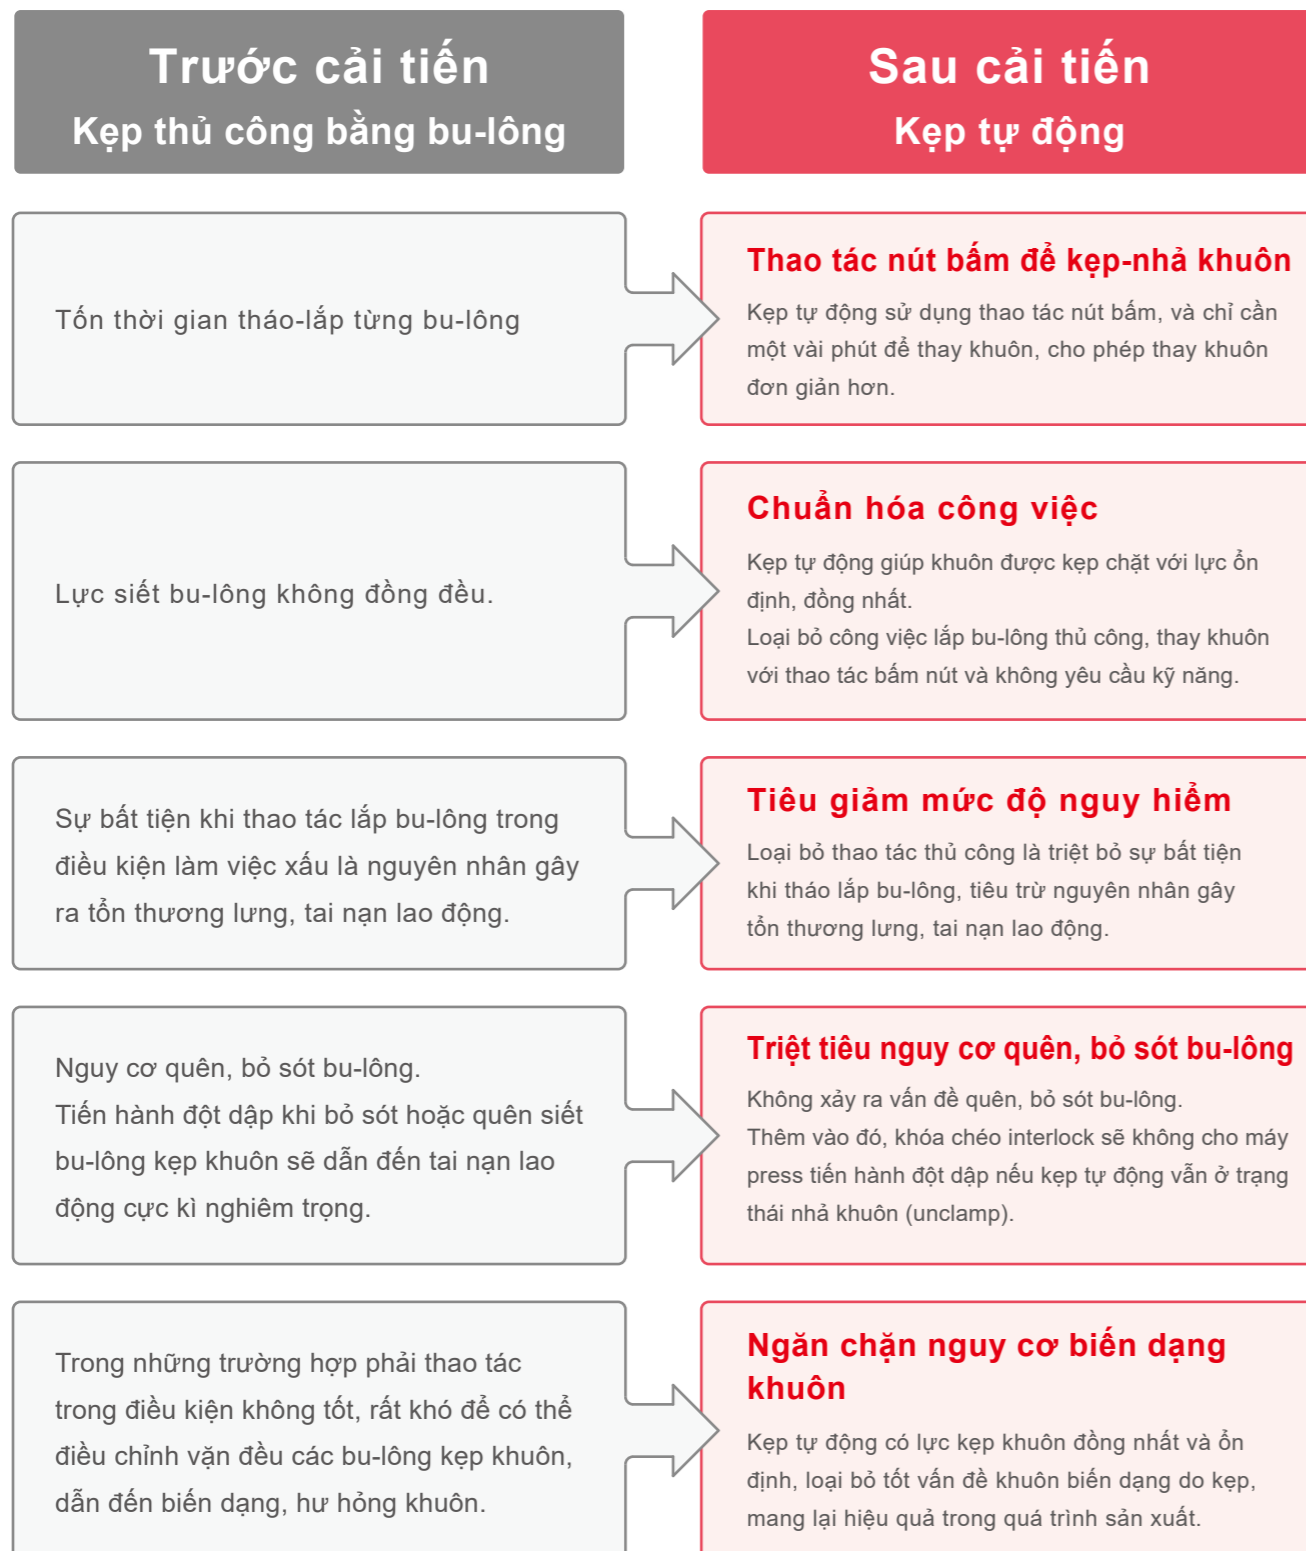 Trước cải tiến
Kẹp thủ công bằng bu-lông
Sau cải tiến
Kẹp tự động
Tốn thời gian tháo-lắp từng bu-lông
Thao tác nút bấm để kẹp-nhả khuôn
Kẹp tự động sử dụng thao tác nút bấm, và chỉ cần
một vài phút để thay khuôn, cho phép thay khuôn
đơn giản hơn.
Lực siết bu-lông không đồng đều.
Chuẩn hóa công việc
Kẹp tự động giúp khuôn được kẹp chặt với lực ổn
định, đồng nhất.
Loại bỏ công việc lắp bu-lông thủ công, thay khuôn
với thao tác bấm nút và không yêu cầu kỹ năng.
Sự bất tiện khi thao tác lắp bu-lông trong
điều kiện làm việc xấu là nguyên nhân gây
ra tổn thương lưng, tai nạn lao động.
Tiêu giảm mức độ nguy hiểm
Loại bỏ thao tác thủ công là triệt bỏ sự bất tiện
khi tháo lắp bu-lông, tiêu trừ nguyên nhân gây
tổn thương lưng, tai nạn lao động.
Nguy cơ quên, bỏ sót bu-lông.
Tiến hành đột dập khi bỏ sót hoặc quên siết
bu-lông kẹp khuôn sẽ dẫn đến tai nạn lao
động cực kì nghiêm trọng.
Triệt tiêu nguy cơ quên, bỏ sót bu-lông
Không xảy ra vấn đề quên, bỏ sót bu-lông.
Thêm vào đó, khóa chéo interlock sẽ không cho máy
press tiến hành đột dập nếu kẹp tự động vẫn ở trạng
thái nhả khuôn (unclamp).
Trong những trường hợp phải thao tác
trong điều kiện không tốt, rất khó để có thể
điều chỉnh vặn đều các bu-lông kẹp khuôn,
dẫn đến biến dạng, hư hỏng khuôn.
Ngăn chặn nguy cơ biến dạng
khuôn
Kẹp tự động có lực kẹp khuôn đồng nhất và ổn
định, loại bỏ tốt vấn đề khuôn biến dạng do kẹp,
mang lại hiệu quả trong quá trình sản xuất.